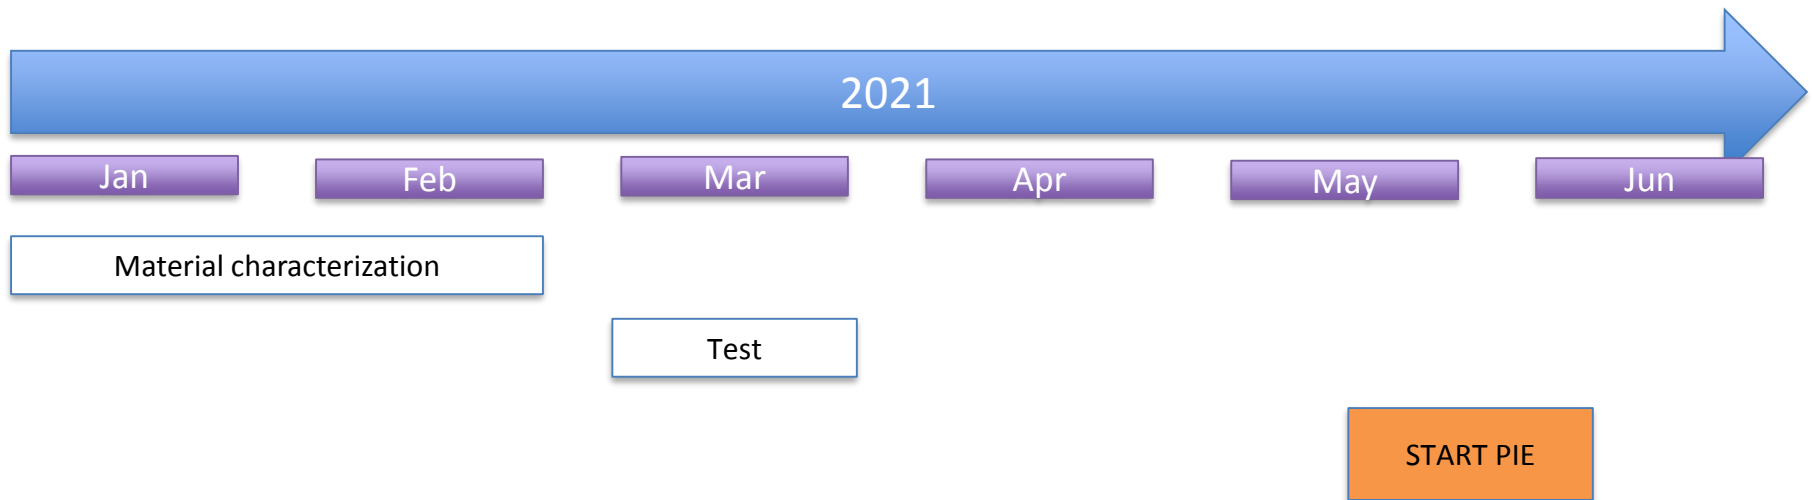 2021
Jan
Feb
Mar
Apr
May
Jun
Material characterization
Test
START PIE